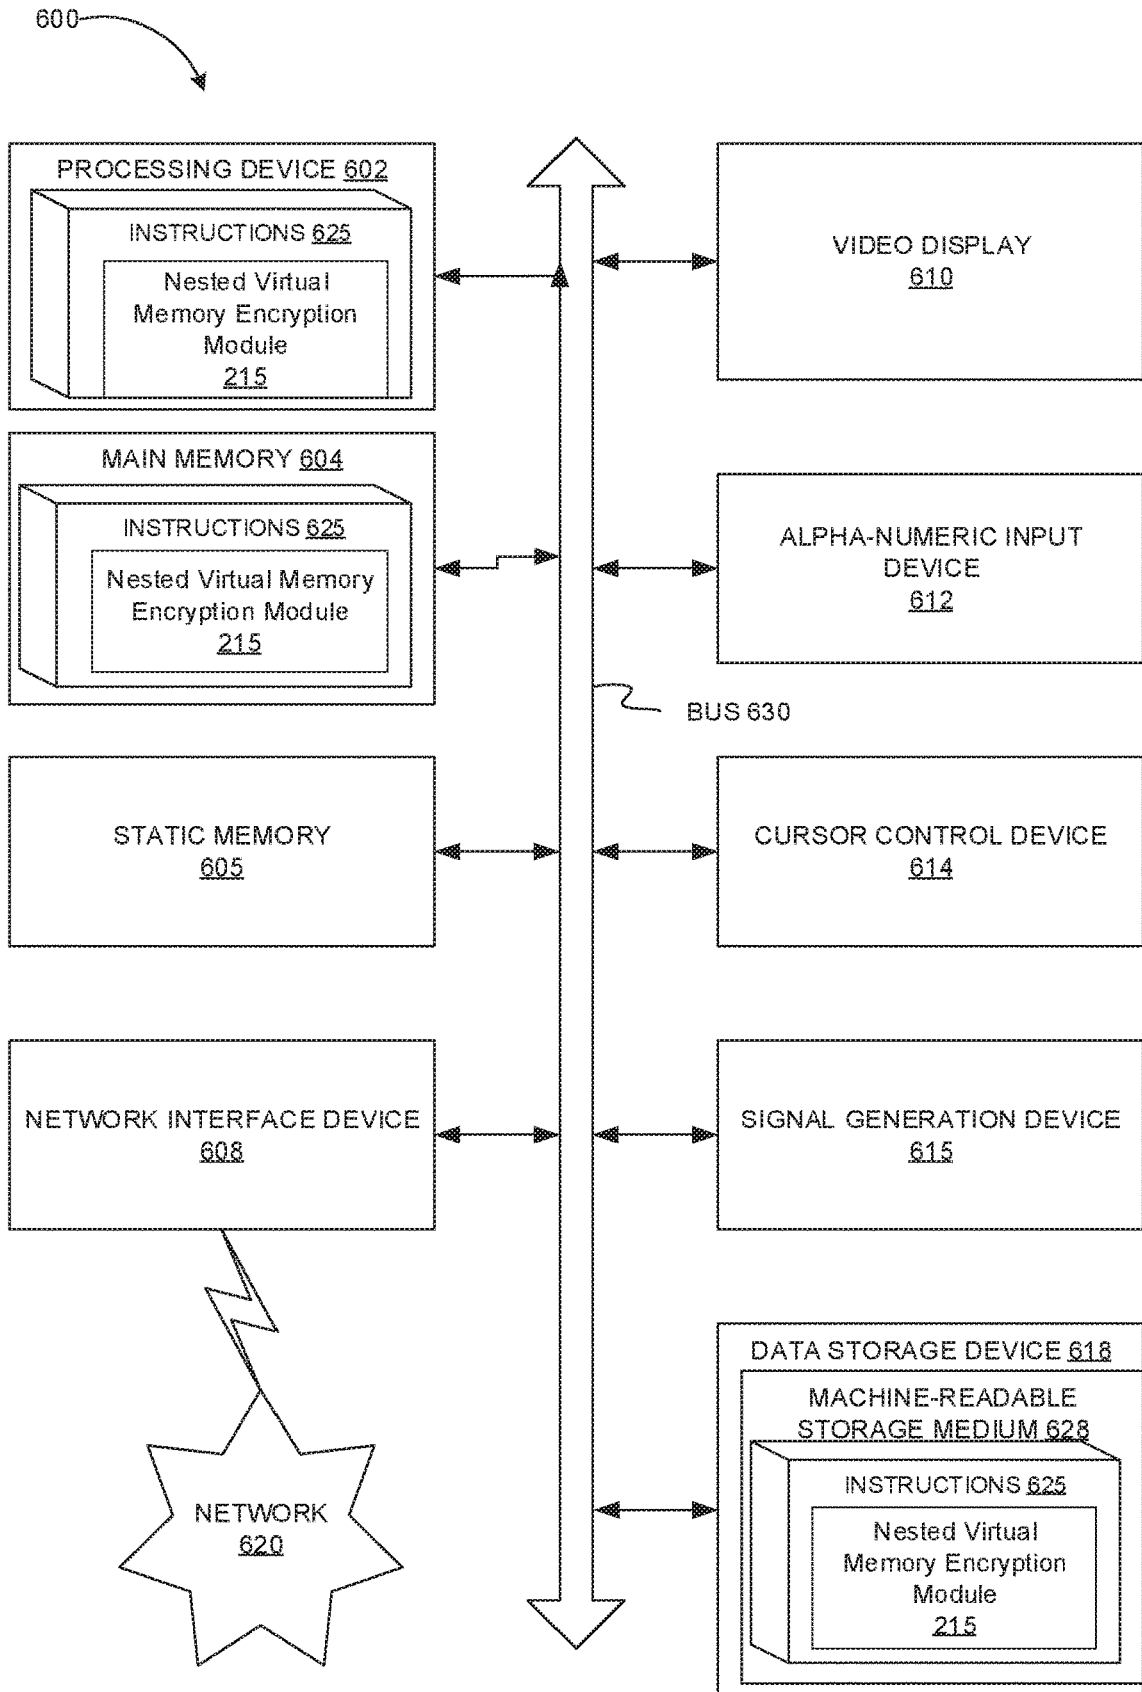 600
PROCESSING DEVICE 602
INSTRUCTIONS 625
Nested Virtual
Memory Encryption
Module
215
MAIN MEMORY 604
INSTRUCTIONS 625
Nested Virtual Memory
Encryption Module
215
STATIC MEMORY
605
NETWORK INTERFACE DEVICE
608
NETWORK
620
VIDEO DISPLAY
610
ALPHA-NUMERIC INPUT
DEVICE
612
BUS 630
CURSOR CONTROL DEVICE
614
SIGNAL GENERATION DEVICE
615
DATA STORAGE DEVICE 618
MACHINE-READABLE
STORAGE MEDIUM 628
INSTRUCTIONS 625
Nested Virtual
Memory Encryption
Module
215